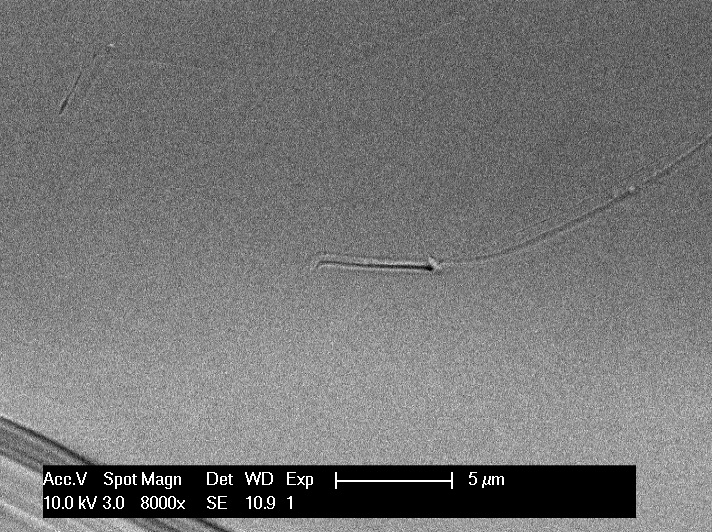 Acc.V Spot Magn Det WD Exp 5 µm
10.0 kV 3.0 8000x SE 10.9 1